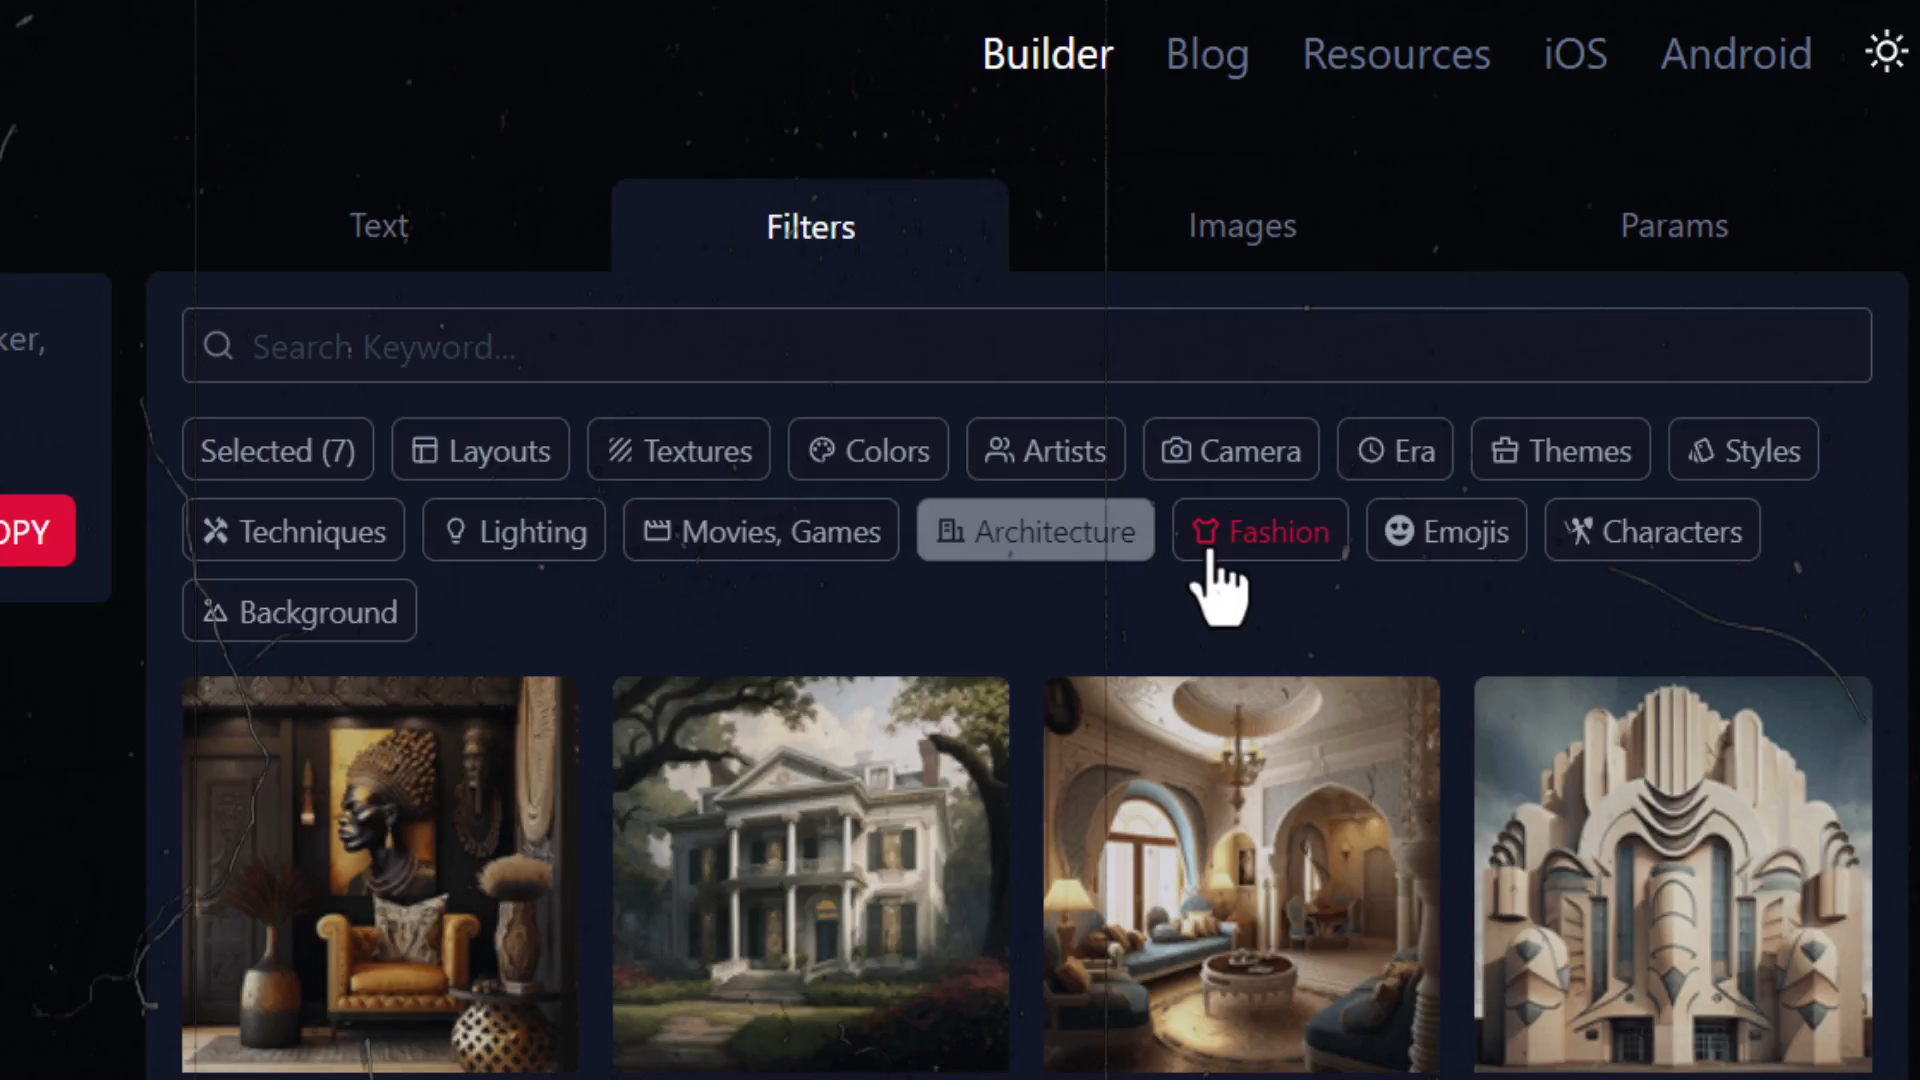 Builder Blog Resources iOS Android
Text Filters Images Params
ker,
Search Keyword...
Selected (7) Layouts Textures Colors Artists Camera Era Themes Styles
Techniques Lighting Movies, Games Architecture Fashion Emojis Characters
OPY
Background